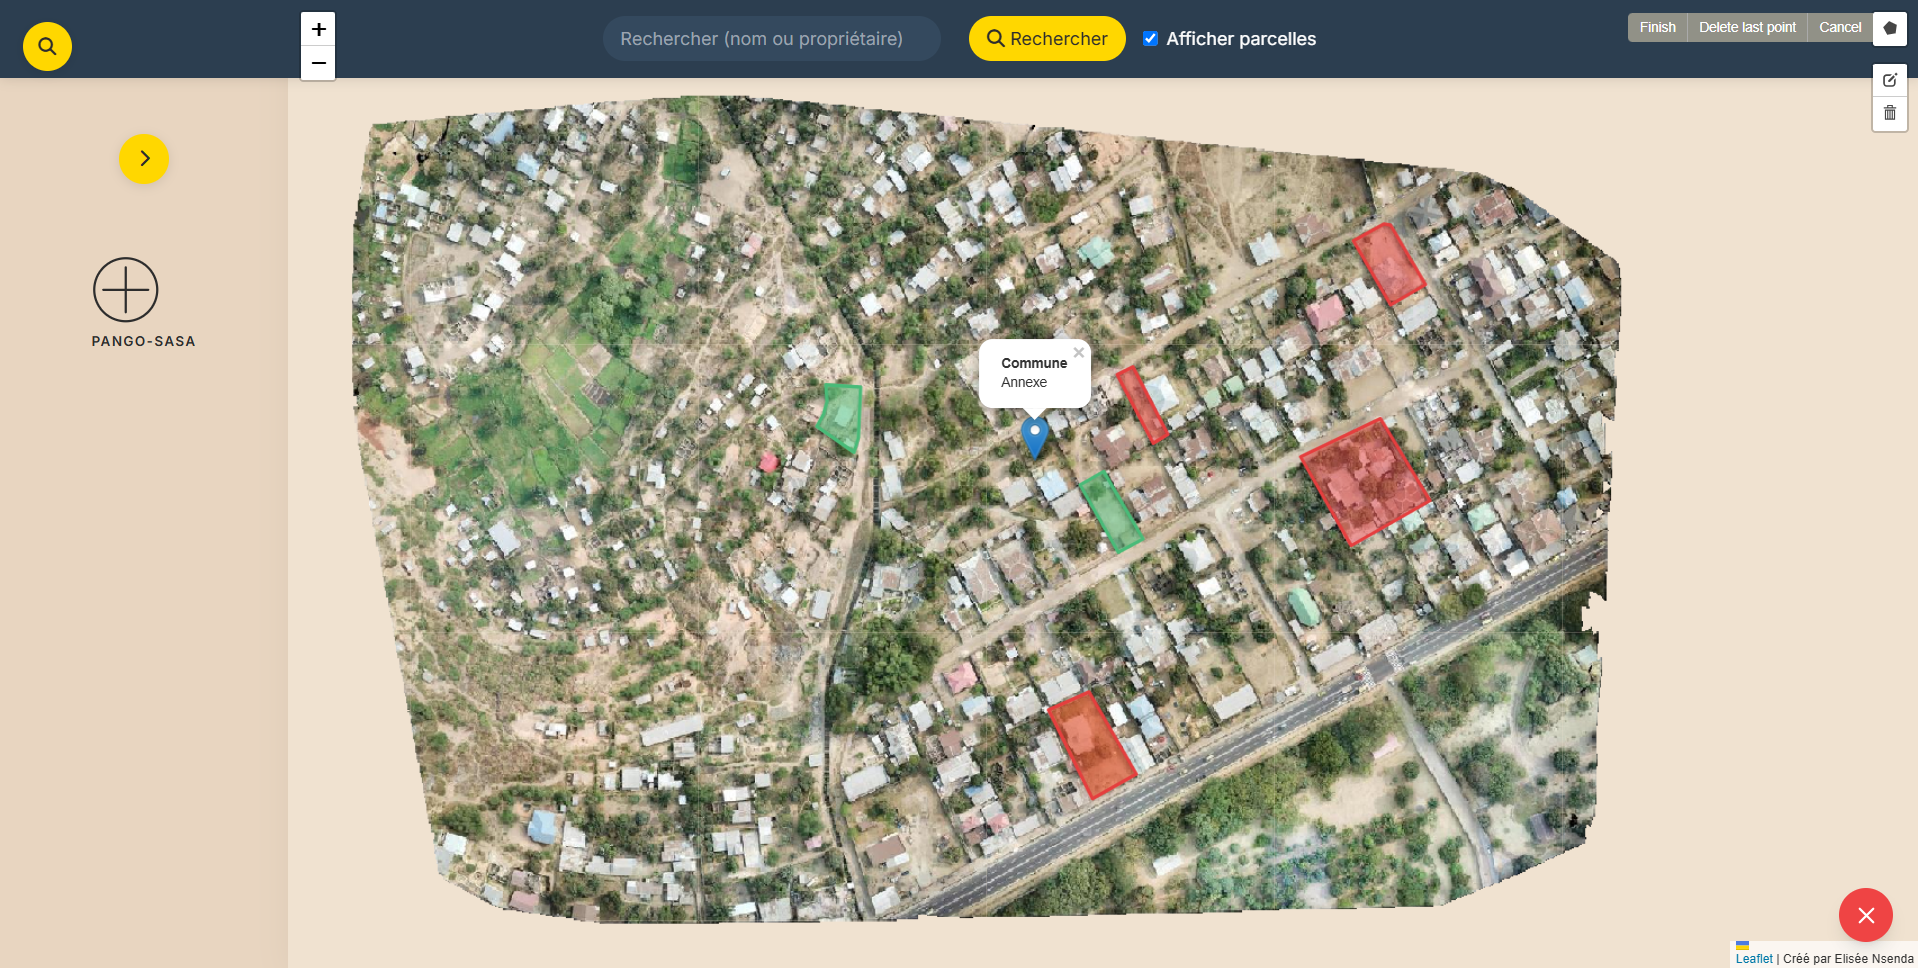 +
−
Rechercher (nom ou propriétaire)
Rechercher
Afficher parcelles
Finish
Delete last point
Cancel
PANGO-SASA
Commune
Annexe
×
Leaflet | Créé par Elisée Nsenda